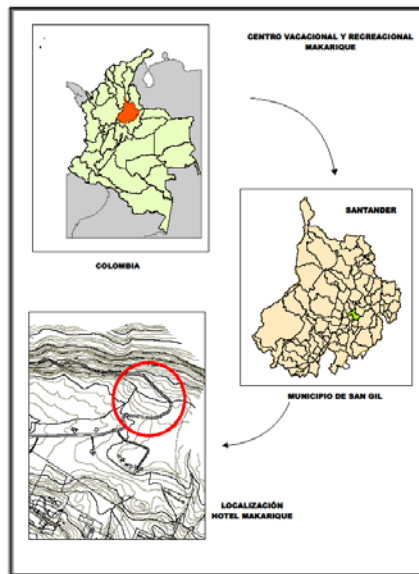 CENTRO VACACIONAL Y RECREACIONAL
MAKARIQUE
COLOMBIA
SANTANDER
MUNICIPIO DE SAN GIL
LOCALIZACIÓN
HOTEL MAKARIQUE